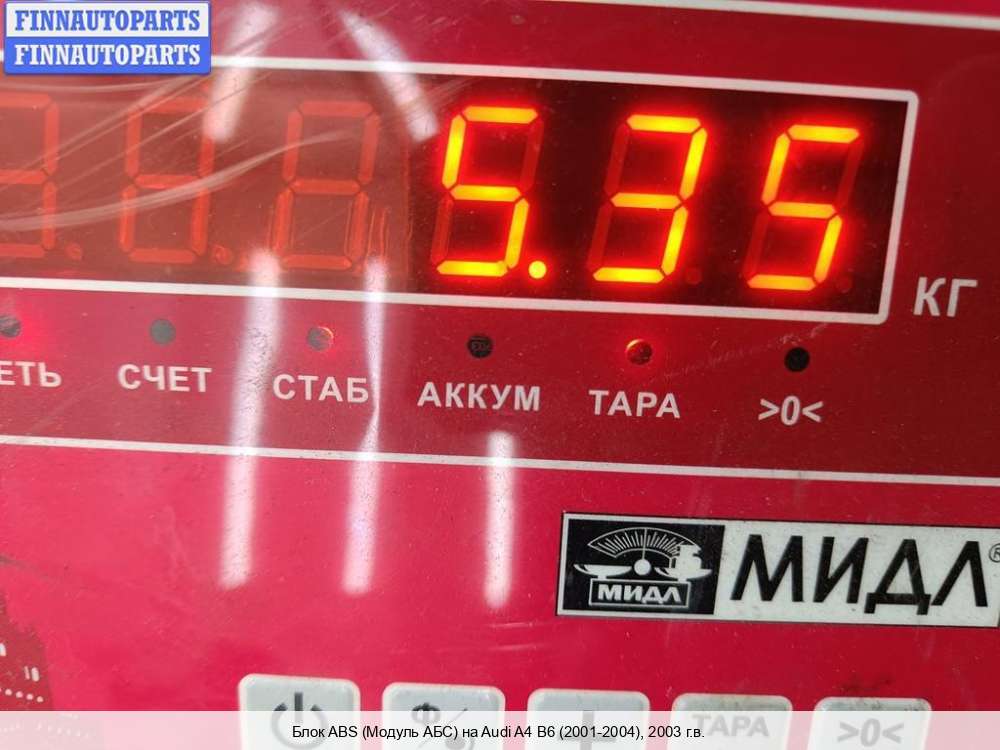 FINNAUTOPARTS
FINNAUTOPARTS
5.35
КГ
СЧЕТ СТАБ АККУМ ТАРА >0<
МИДЛ МИДЛ®
ТАРА >0<
Блок ABS (Модуль АБС) на Audi A4 B6 (2001-2004), 2003 г.в.